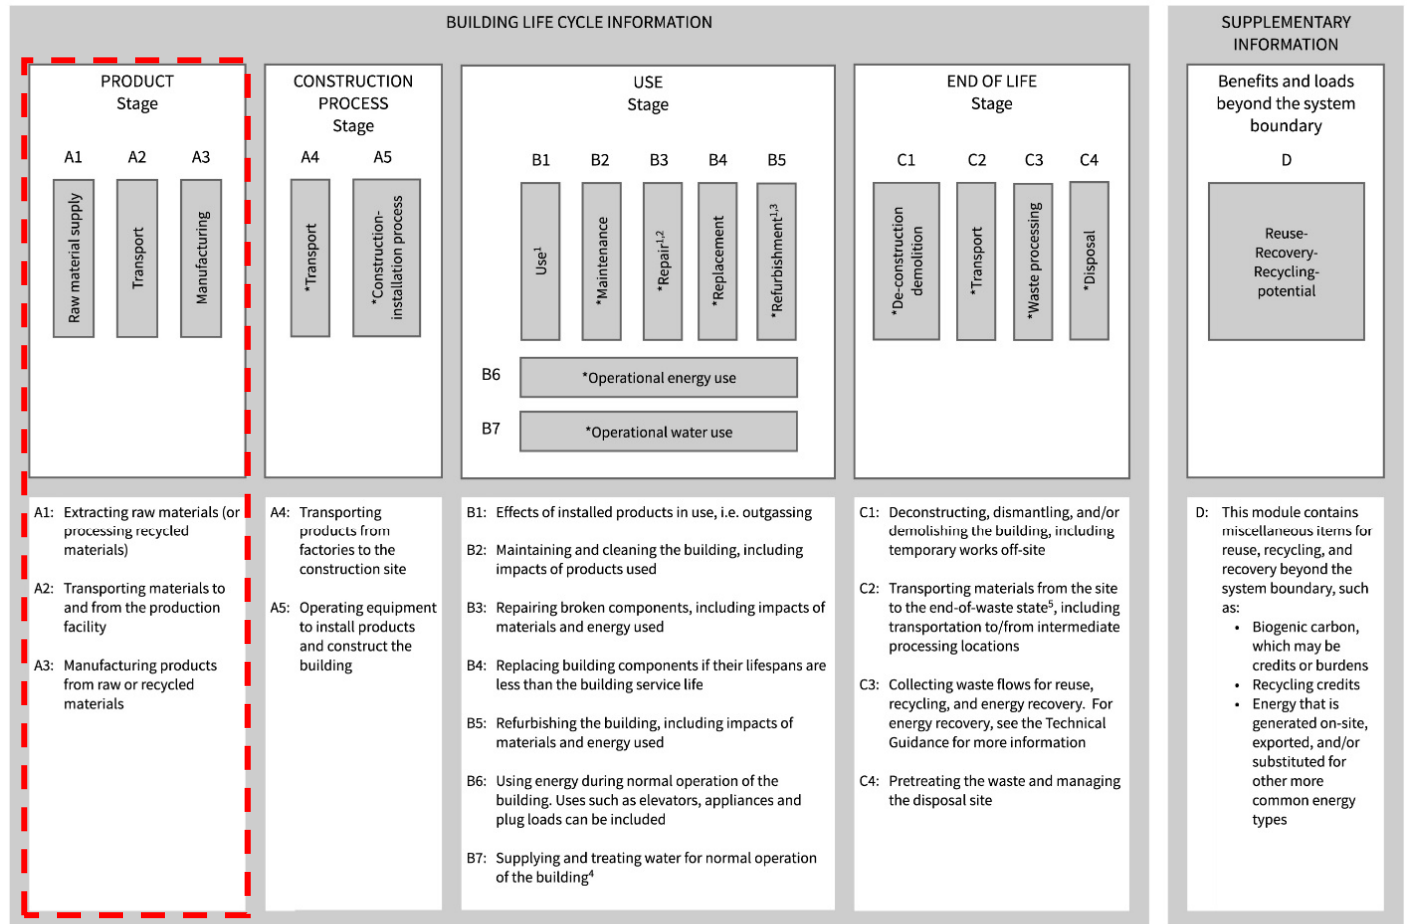 BUILDING LIFE CYCLE INFORMATION
SUPPLEMENTARY
INFORMATION
PRODUCT
Stage
A1 A2 A3
Raw material supply
Transport
Manufacturing
CONSTRUCTION
PROCESS
Stage
A4 A5
*Transport
*Construction-
installation process
USE
Stage
B1 B2 B3 B4 B5
Use¹
*Maintenance
*Repair¹,²
*Replacement
*Refurbishment¹,³
B6 *Operational energy use
B7 *Operational water use
END OF LIFE
Stage
C1 C2 C3 C4
*De-construction
demolition
*Transport
*Waste processing
*Disposal
Benefits and loads
beyond the system
boundary
D
Reuse-
Recovery-
Recycling-
potential
A1: Extracting raw materials (or
processing recycled
materials)
A2: Transporting materials to
and from the production
facility
A3: Manufacturing products
from raw or recycled
materials
A4: Transporting
products from
factories to the
construction site
A5: Operating equipment
to install products
and construct the
building
B1: Effects of installed products in use, i.e. outgassing
B2: Maintaining and cleaning the building, including
impacts of products used
B3: Repairing broken components, including impacts of
materials and energy used
B4: Replacing building components if their lifespans are
less than the building service life
B5: Refurbishing the building, including impacts of
materials and energy used
B6: Using energy during normal operation of the
building. Uses such as elevators, appliances and
plug loads can be included
B7: Supplying and treating water for normal operation
of the building⁴
C1: Deconstructing, dismantling, and/or
demolishing the building, including
temporary works off-site
C2: Transporting materials from the site
to the end-of-waste state⁵, including
transportation to/from intermediate
processing locations
C3: Collecting waste flows for reuse,
recycling, and energy recovery. For
energy recovery, see the Technical
Guidance for more information
C4: Pretreating the waste and managing
the disposal site
D: This module contains
miscellaneous items for
reuse, recycling, and
recovery beyond the
system boundary, such
as:
• Biogenic carbon,
which may be
credits or burdens
• Recycling credits
• Energy that is
generated on-site,
exported, and/or
substituted for
other more
common energy
types